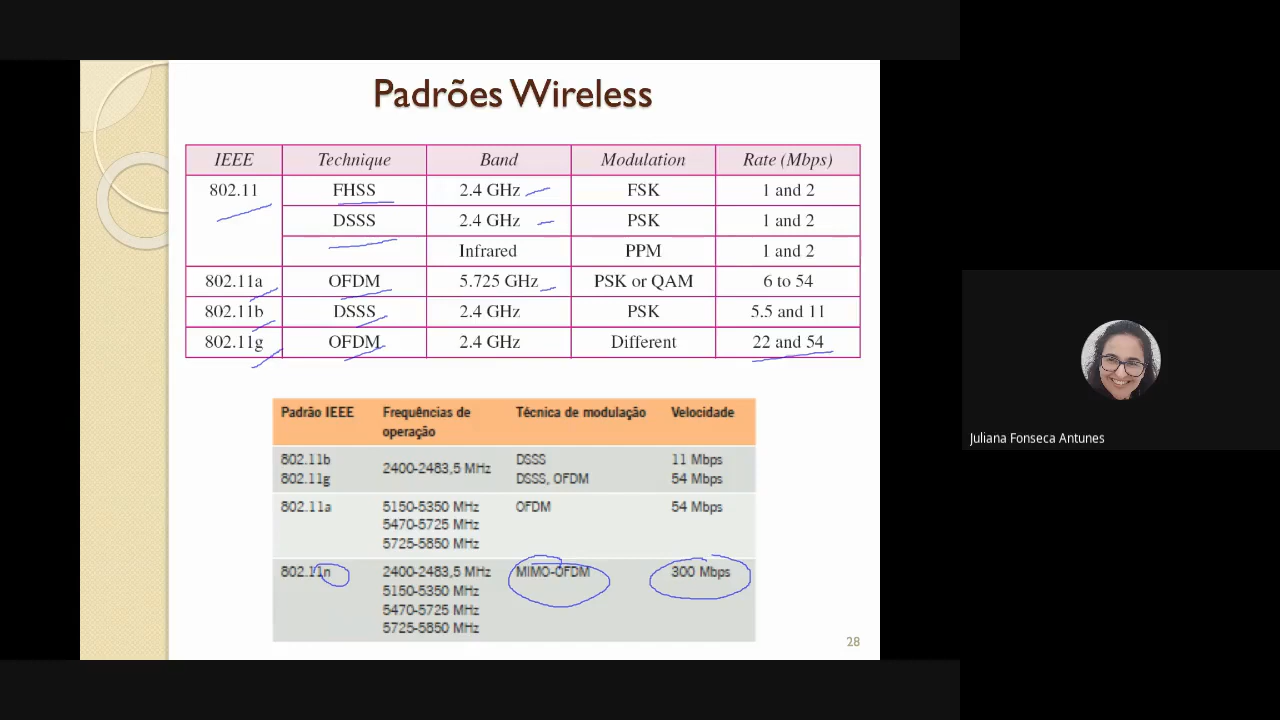 Padrões Wireless
IEEE Technique Band Modulation Rate (Mbps)
802.11 FHSS 2.4 GHz FSK 1 and 2
DSSS 2.4 GHz PSK 1 and 2
Infrared PPM 1 and 2
802.11a OFDM 5.725 GHz PSK or QAM 6 to 54
802.11b DSSS 2.4 GHz PSK 5.5 and 11
802.11g OFDM 2.4 GHz Different 22 and 54
Padrão IEEE Frequências de Técnica de modulação Velocidade
operação
802.11b DSSS 11 Mbps
2400-2483,5 MHz
802.11g DSSS, OFDM 54 Mbps
802.11a 5150-5350 MHz OFDM 54 Mbps
5470-5725 MHz
5725-5850 MHz
802.11n 2400-2483,5 MHz MIMO-OFDM 300 Mbps
5150-5350 MHz
5470-5725 MHz
5725-5850 MHz
28
Juliana Fonseca Antunes